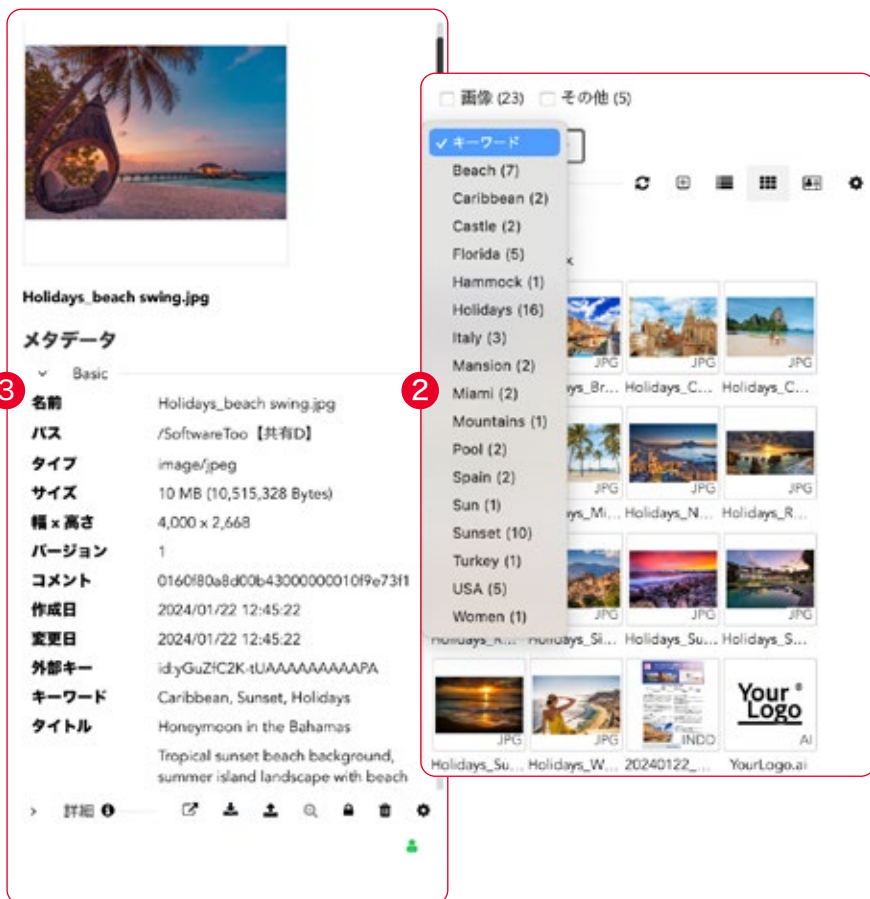 Holidays_beach swing.jpg
メタデータ
Basic
3
名前 Holidays_beach swing.jpg
パス /SoftwareToo【共有D】
タイプ image/jpeg
サイズ 10 MB (10,515,328 Bytes)
幅 x 高さ 4,000 x 2,668
バージョン 1
コメント 0160f80a8d00b43000000010f9e73f1
作成日 2024/01/22 12:45:22
変更日 2024/01/22 12:45:22
外部キー id:yGuZfC2K-tUAAAAAAAAAPA
キーワード Caribbean, Sunset, Holidays
タイトル Honeymoon in the Bahamas
Tropical sunset beach background,
summer island landscape with beach
詳細
画像 (23) その他 (5)
✓ キーワード
Beach (7)
Caribbean (2)
Castle (2)
Florida (5)
Hammock (1)
Holidays (16)
Italy (3)
Mansion (2)
2
Miami (2)
Mountains (1)
Pool (2)
Spain (2)
Sun (1)
Sunset (10)
Turkey (1)
USA (5)
Women (1)
x
JPG JPG JPG
ys_Br... Holidays_C... Holidays_C...
JPG JPG JPG
ys_Mi... Holidays_N... Holidays_R...
JPG JPG JPG
Holidays_R... Holidays_Si... Holidays_Su... Holidays_S...
Your
Logo
JPG JPG INDD AI
Holidays_Su... Holidays_W... 20240122_... YourLogo.ai